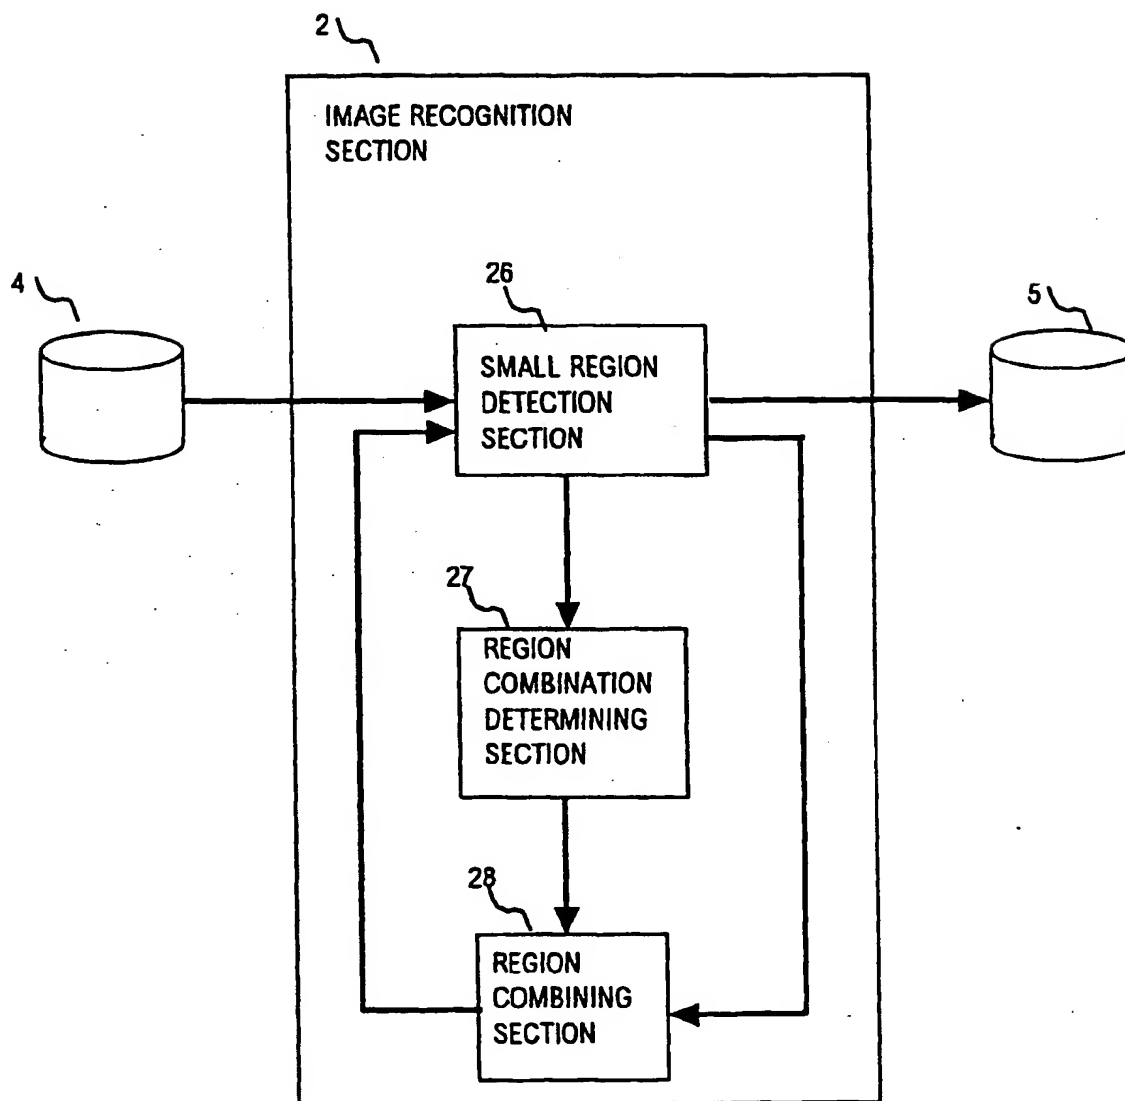 2
IMAGE RECOGNITION
SECTION
4
26
5
SMALL REGION
DETECTION
SECTION
27
REGION
COMBINATION
DETERMINING
SECTION
28
REGION
COMBINING
SECTION